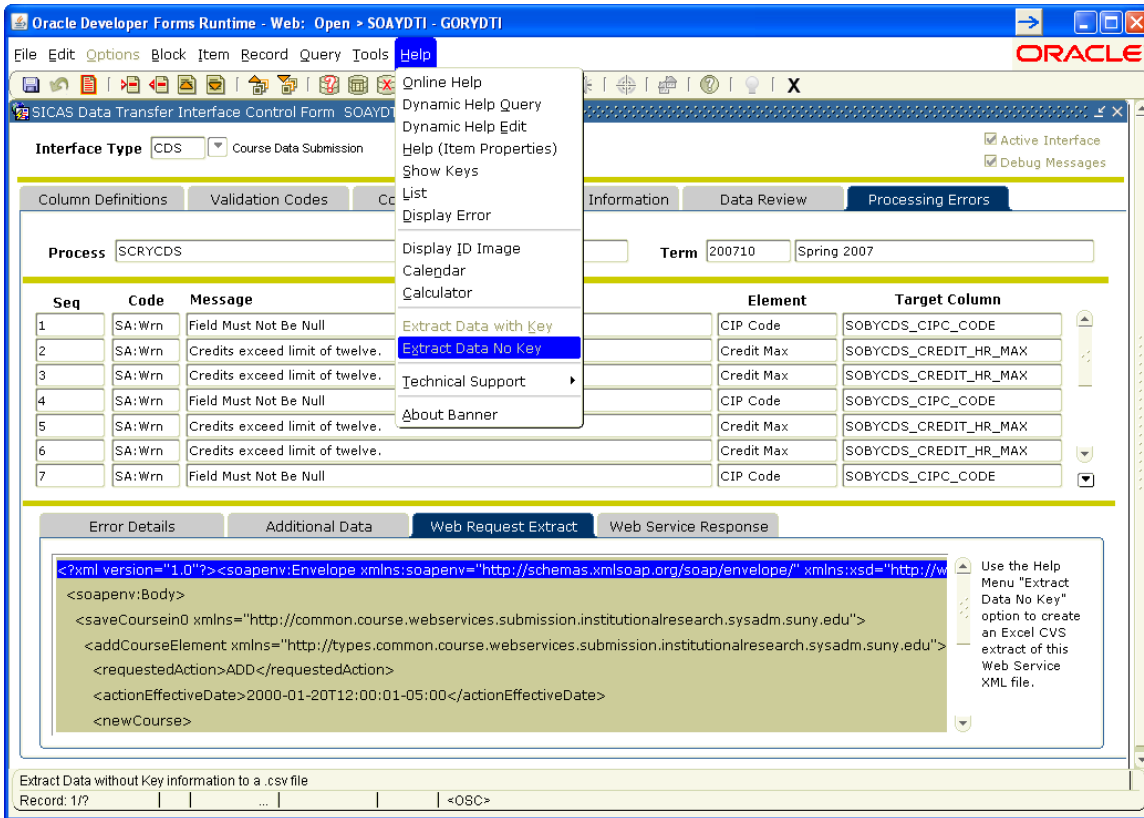 Oracle Developer Forms Runtime - Web: Open > SOAYDTI - GORYDTI
File Edit Options Block Item Record Query Tools Help
ORACLE
X
SICAS Data Transfer Interface Control Form SOAYDT
Interface Type CDS Course Data Submission
Active Interface
Debug Messages
Online Help
Dynamic Help Query
Dynamic Help Edit
Help (Item Properties)
Show Keys
List
Display Error
Display ID Image
Calendar
Calculator
Extract Data with Key
Extract Data No Key
Technical Support
About Banner
Column Definitions Validation Codes Co Information Data Review Processing Errors
Process SCRYCDS Term 200710 Spring 2007
Seq Code Message Element Target Column
1 SA:Wrn Field Must Not Be Null CIP Code SOBYCDS_CIPC_CODE
2 SA:Wrn Credits exceed limit of twelve. Credit Max SOBYCDS_CREDIT_HR_MAX
3 SA:Wrn Credits exceed limit of twelve. Credit Max SOBYCDS_CREDIT_HR_MAX
4 SA:Wrn Field Must Not Be Null CIP Code SOBYCDS_CIPC_CODE
5 SA:Wrn Credits exceed limit of twelve. Credit Max SOBYCDS_CREDIT_HR_MAX
6 SA:Wrn Credits exceed limit of twelve. Credit Max SOBYCDS_CREDIT_HR_MAX
7 SA:Wrn Field Must Not Be Null CIP Code SOBYCDS_CIPC_CODE
Error Details Additional Data Web Request Extract Web Service Response
<?xml version="1.0"?><soapenv:Envelope xmlns:soapenv="http://schemas.xmlsoap.org/soap/envelope/" xmlns:xsd="http://w
<soapenv:Body>
<saveCoursein0 xmlns="http://common.course.webservices.submission.institutionalresearch.sysadm.suny.edu">
<addCourseElement xmlns="http://types.common.course.webservices.submission.institutionalresearch.sysadm.suny.edu">
<requestedAction>ADD</requestedAction>
<actionEffectiveDate>2000-01-20T12:00:01-05:00</actionEffectiveDate>
<newCourse>
Use the Help
Menu "Extract
Data No Key"
option to create
an Excel CVS
extract of this
Web Service
XML file.
Extract Data without Key information to a .csv file
Record: 1/? ... <OSC>